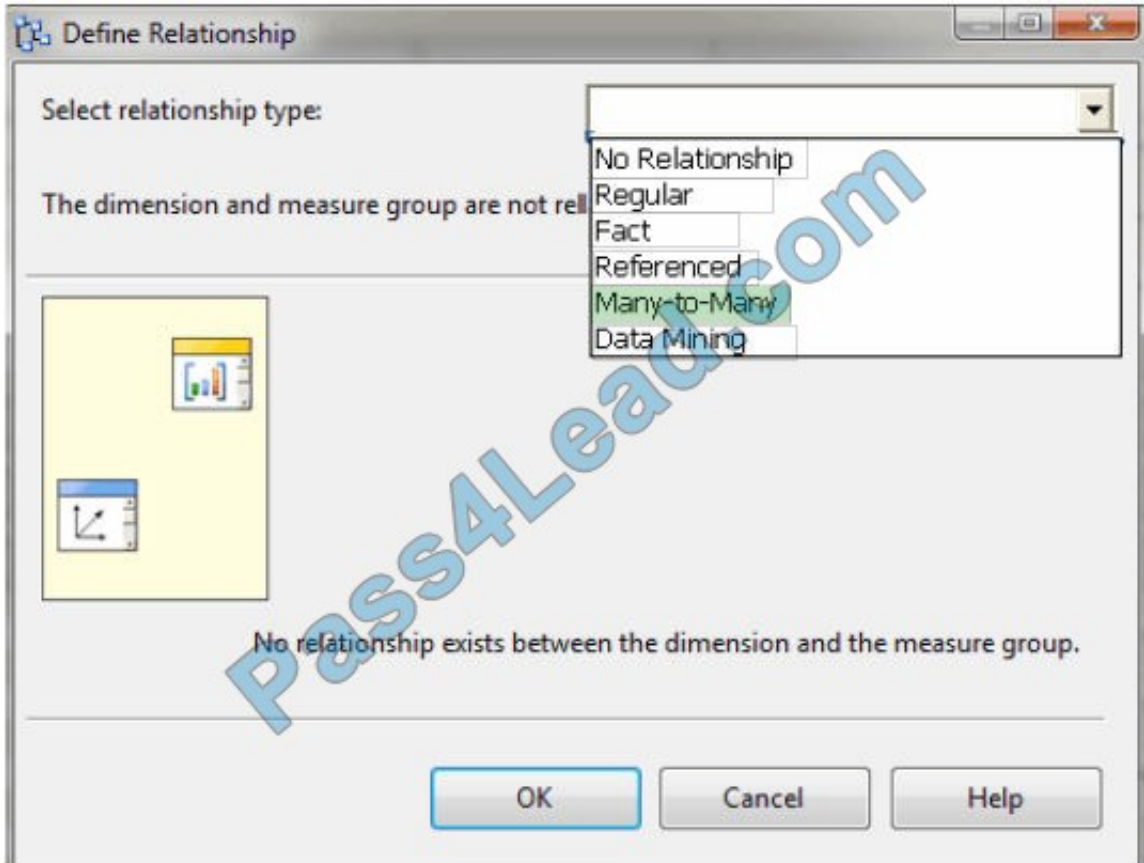 Define Relationship
Select relationship type:
No Relationship
The dimension and measure group are not rel
Regular
Fact
Referenced
Many-to-Many
Data Mining
Pass4Lead.com
No relationship exists between the dimension and the measure group.
OK Cancel Help